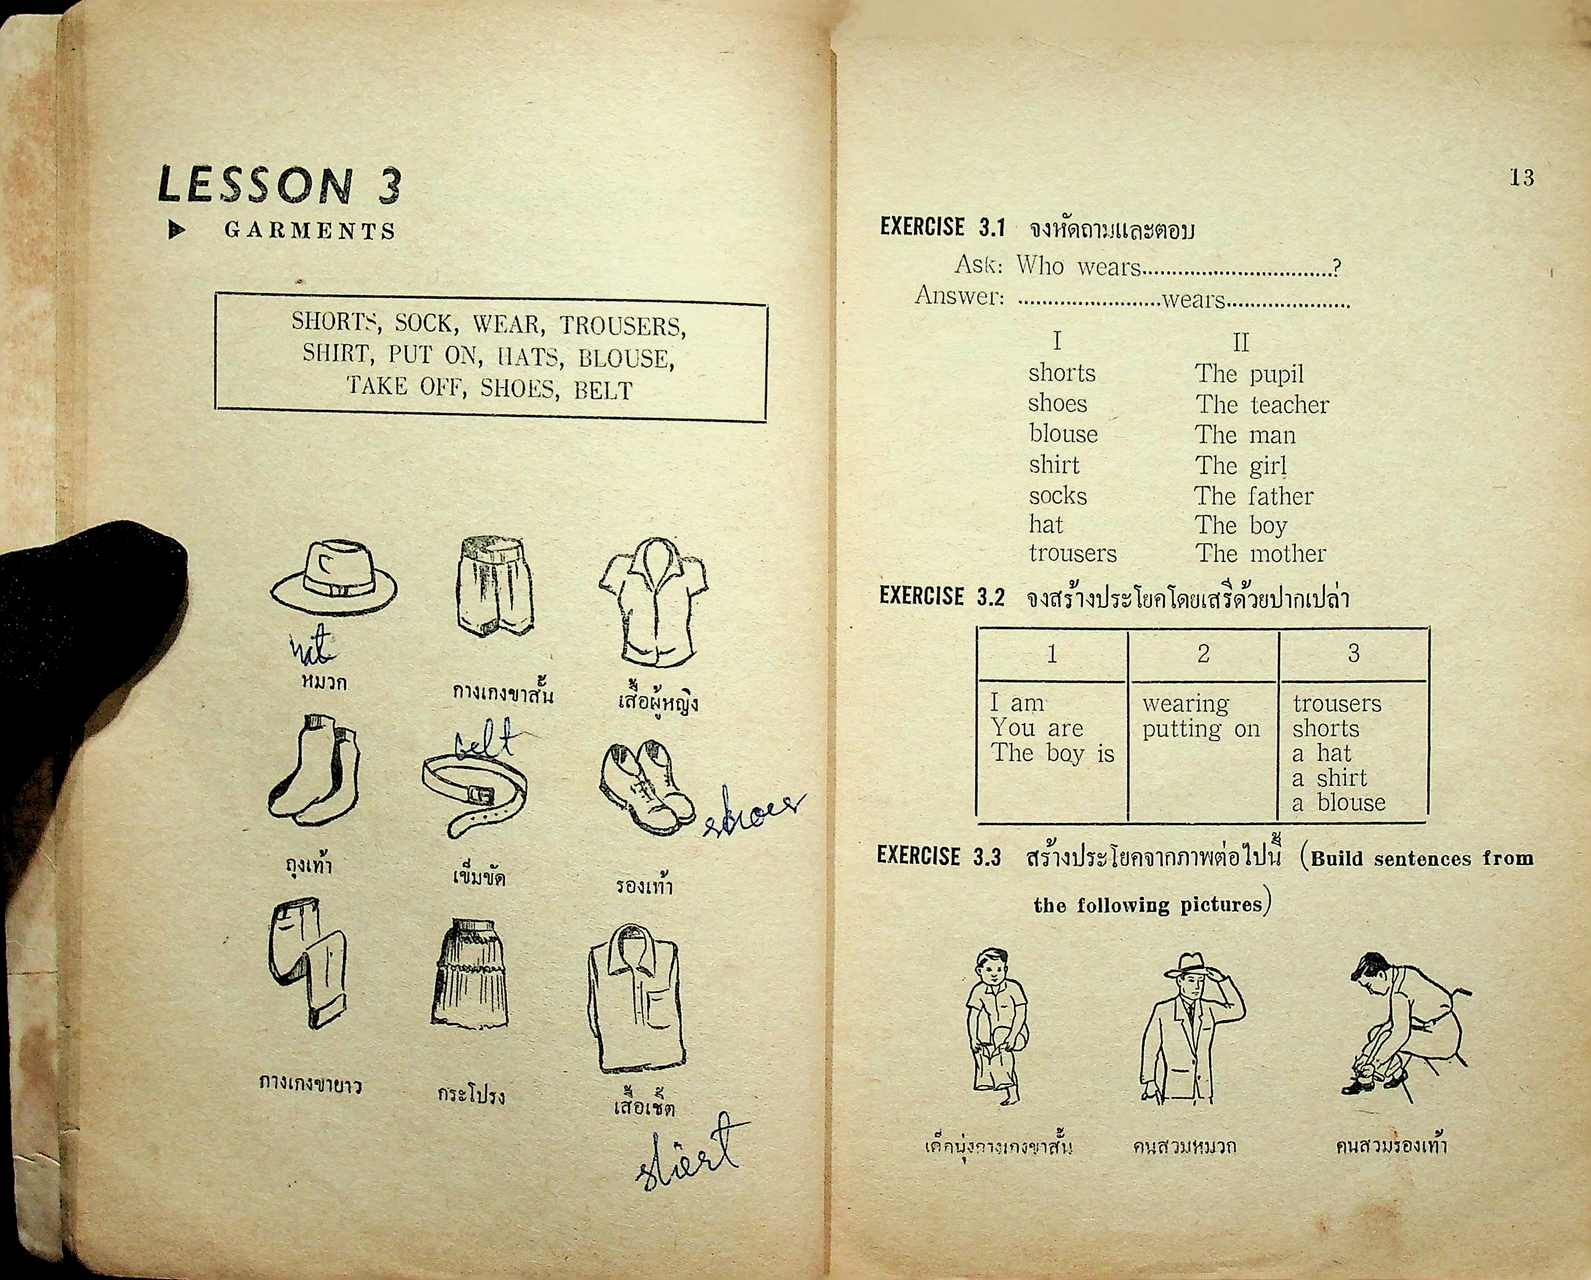 LESSON 3
▶ GARMENTS
SHORTS, SOCK, WEAR, TROUSERS,
SHIRT, PUT ON, HATS, BLOUSE,
TAKE OFF, SHOES, BELT
hat
หมวก
กางเกงขาสั้น
เสื้อผู้หญิง
belt
shoes
ถุงเท้า
เข็มขัด
รองเท้า
กางเกงขายาว
กระโปรง
เสื้อเชิ้ต
shirt
13
EXERCISE 3.1 จงหัดถามและตอบ
Ask: Who wears................................?
Answer: ........................wears.....................
I II
shorts The pupil
shoes The teacher
blouse The man
shirt The girl
socks The father
hat The boy
trousers The mother
EXERCISE 3.2 จงสร้างประโยคโดยเสรีด้วยปากเปล่า
1 2 3
I am wearing trousers
You are putting on shorts
The boy is a hat
a shirt
a blouse
EXERCISE 3.3 สร้างประโยคจากภาพต่อไปนี้ (Build sentences from
the following pictures)
เด็กนุ่งกางเกงขาสั้น
คนสวมหมวก
คนสวมรองเท้า